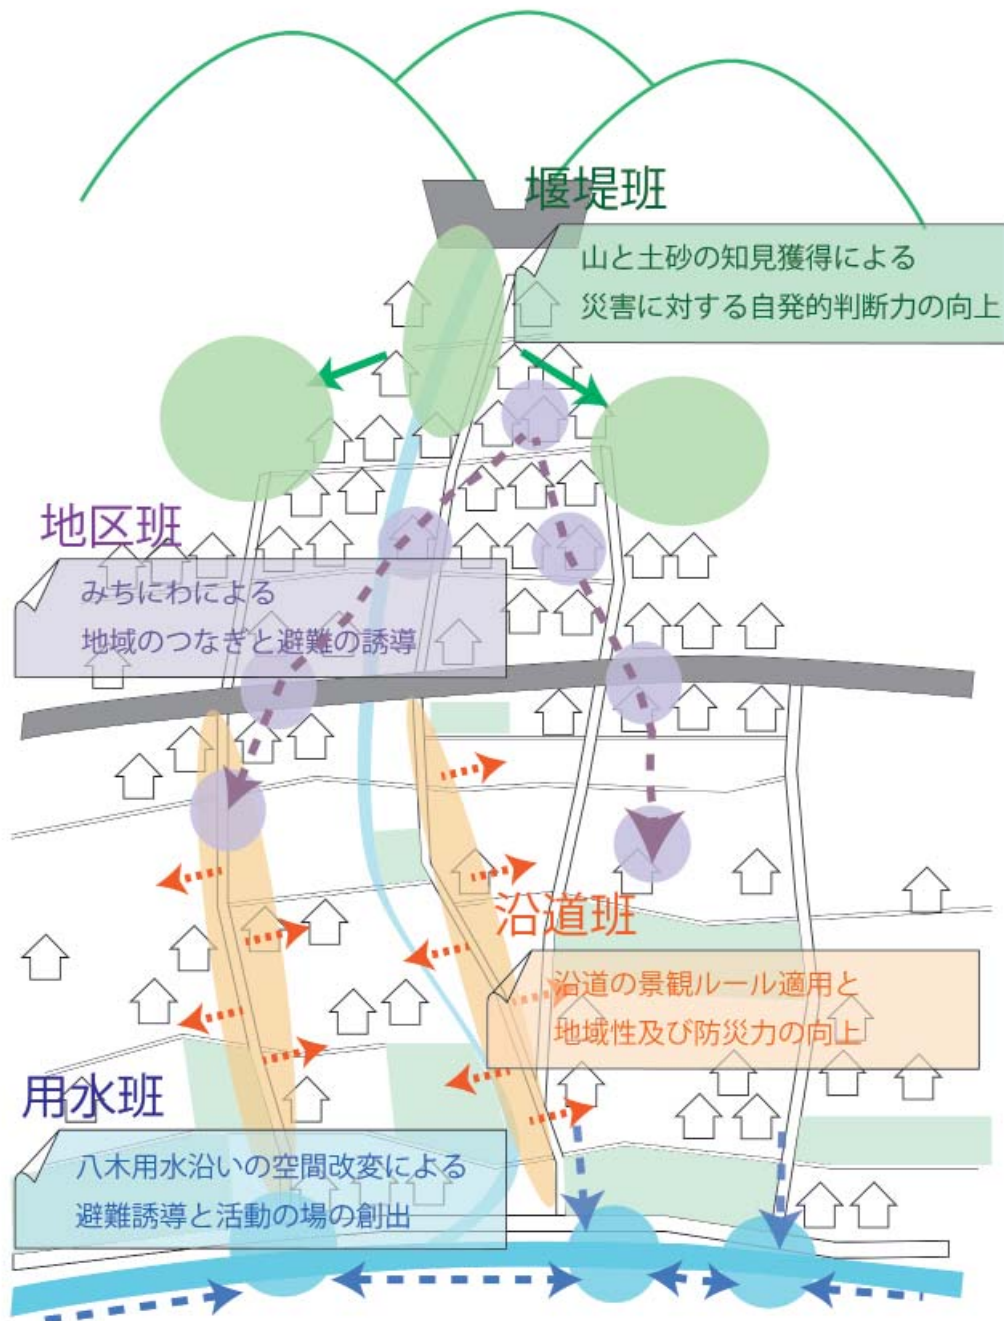 堰堤班
山と土砂の知見獲得による
災害に対する自発的判断力の向上
地区班
みちにわによる
地域のつなぎと避難の誘導
沿道班
沿道の景観ルール適用と
地域性及び防災力の向上
用水班
八木用水沿いの空間改変による
避難誘導と活動の場の創出